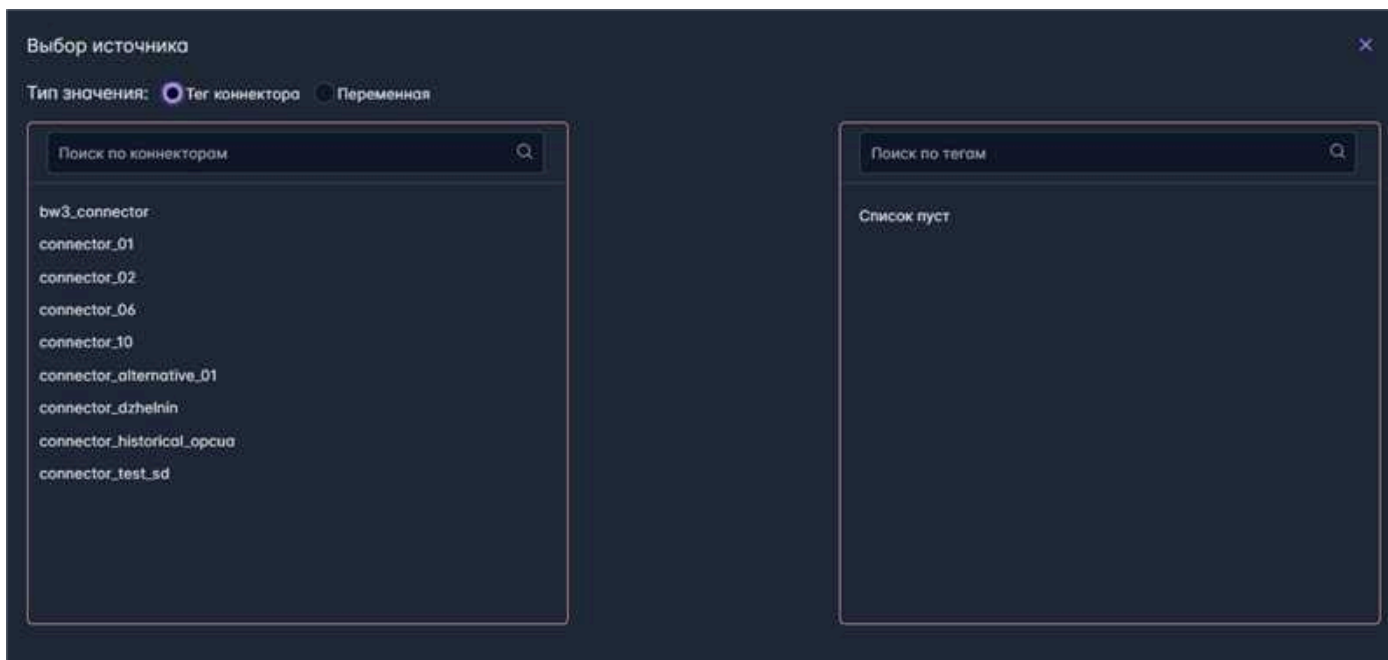 Выбор источника
Тип значения: Тег коннектора Переменная
Поиск по коннекторам
bw3_connector
connector_01
connector_02
connector_06
connector_10
connector_alternative_01
connector_dzhelnin
connector_historical_opcua
connector_test_sd
Поиск по тегам
Список пуст